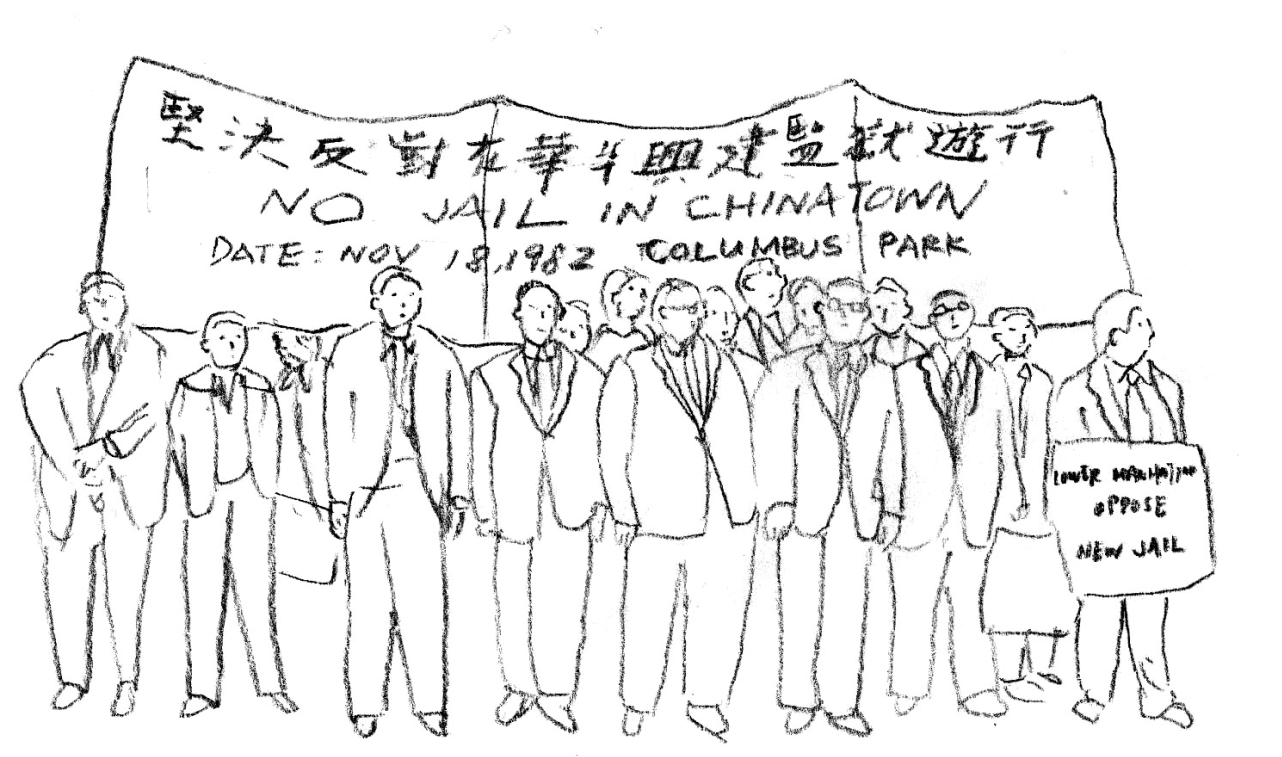 堅決反對在華興建監獄遊行
NO JAIL IN CHINATOWN
DATE: NOV 18, 1982 COLUMBUS PARK
LOWER MANHATTAN
OPPOSE
NEW JAIL